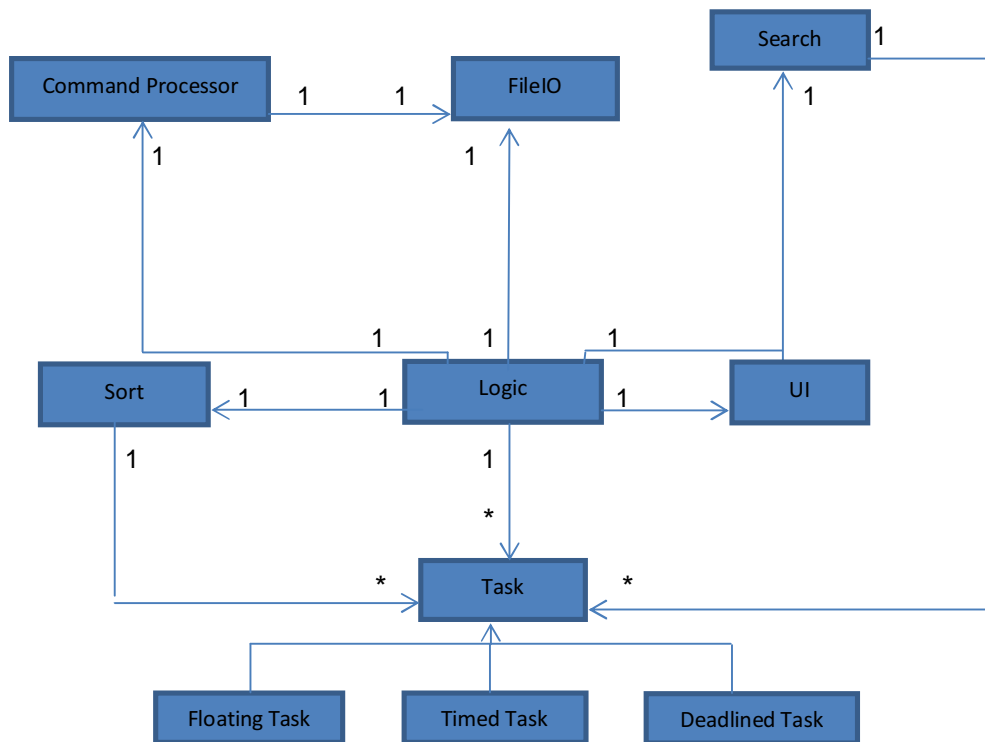 Search 1
Command Processor
FileIO
1 1
1
1
1
1
1
1
Sort
1
1
Logic
1
UI
1
1
*
*
Task
*
Floating Task
Timed Task
Deadlined Task